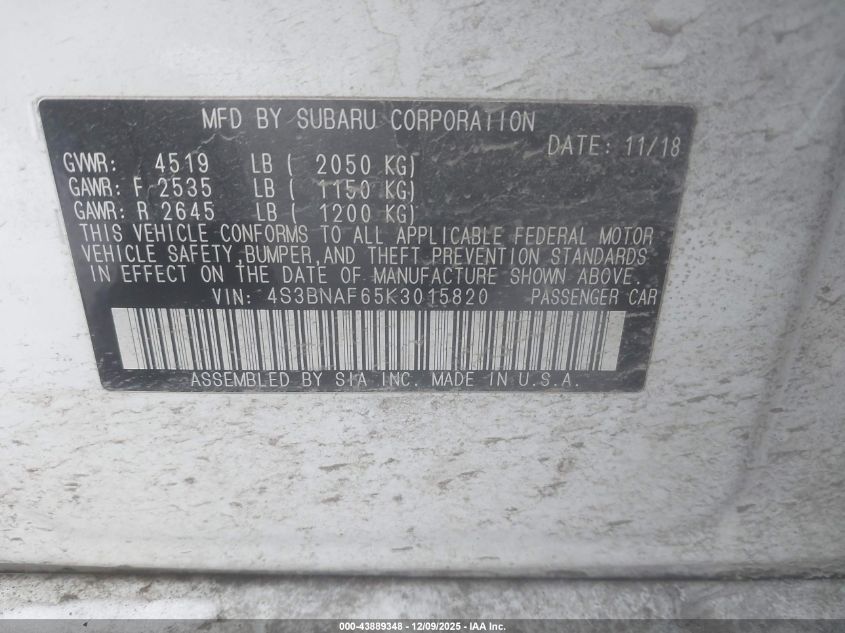 MFD BY SUBARU CORPORATION
DATE: 11/18
GVWR: 4519 LB ( 2050 KG)
GAWR: F 2535 LB ( 1150 KG)
GAWR: R 2645 LB ( 1200 KG)
THIS VEHICLE CONFORMS TO ALL APPLICABLE FEDERAL MOTOR
VEHICLE SAFETY,BUMPER,AND THEFT PREVENTION STANDARDS
IN EFFECT ON THE DATE OF MANUFACTURE SHOWN ABOVE.
VIN: 4S3BNAF65K3015820 PASSENGER CAR
ASSEMBLED BY SIA INC. MADE IN U.S.A.
000-43889348 - 12/09/2025 - IAA Inc.